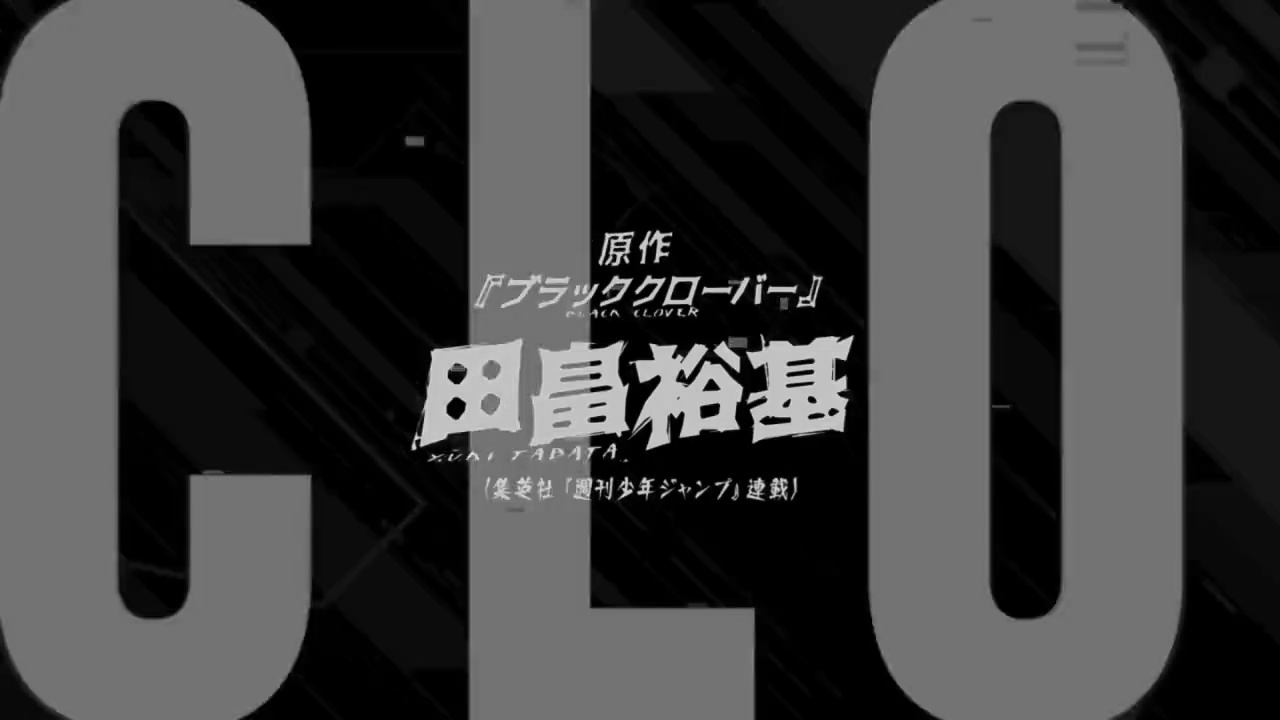 CLO
原作
『ブラッククローバー』
BLACK CLOVER
田畠裕基
YŪKI TABATA
(集英社『週刊少年ジャンプ』連載)